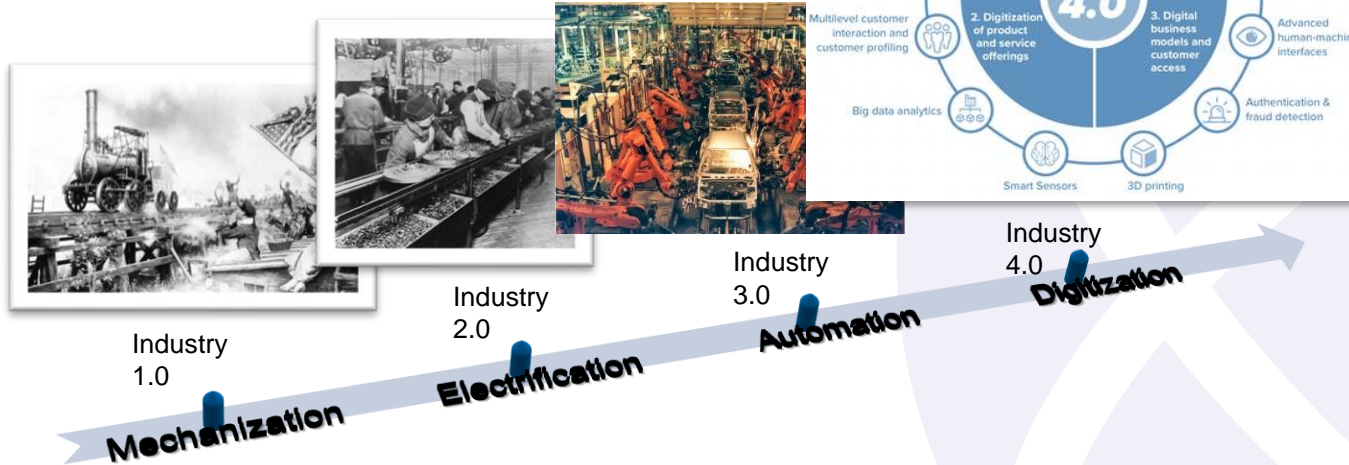 4.0
Multilevel customer
interaction and
customer profiling
2. Digitization
of product
and service
offerings
3. Digital
business
models and
customer
access
Advanced
human-machin
interfaces
Big data analytics
Authentication &
fraud detection
Smart Sensors
3D printing
Industry
1.0
Industry
2.0
Industry
3.0
Industry
4.0
Mechanization
Electrification
Automation
Digitization